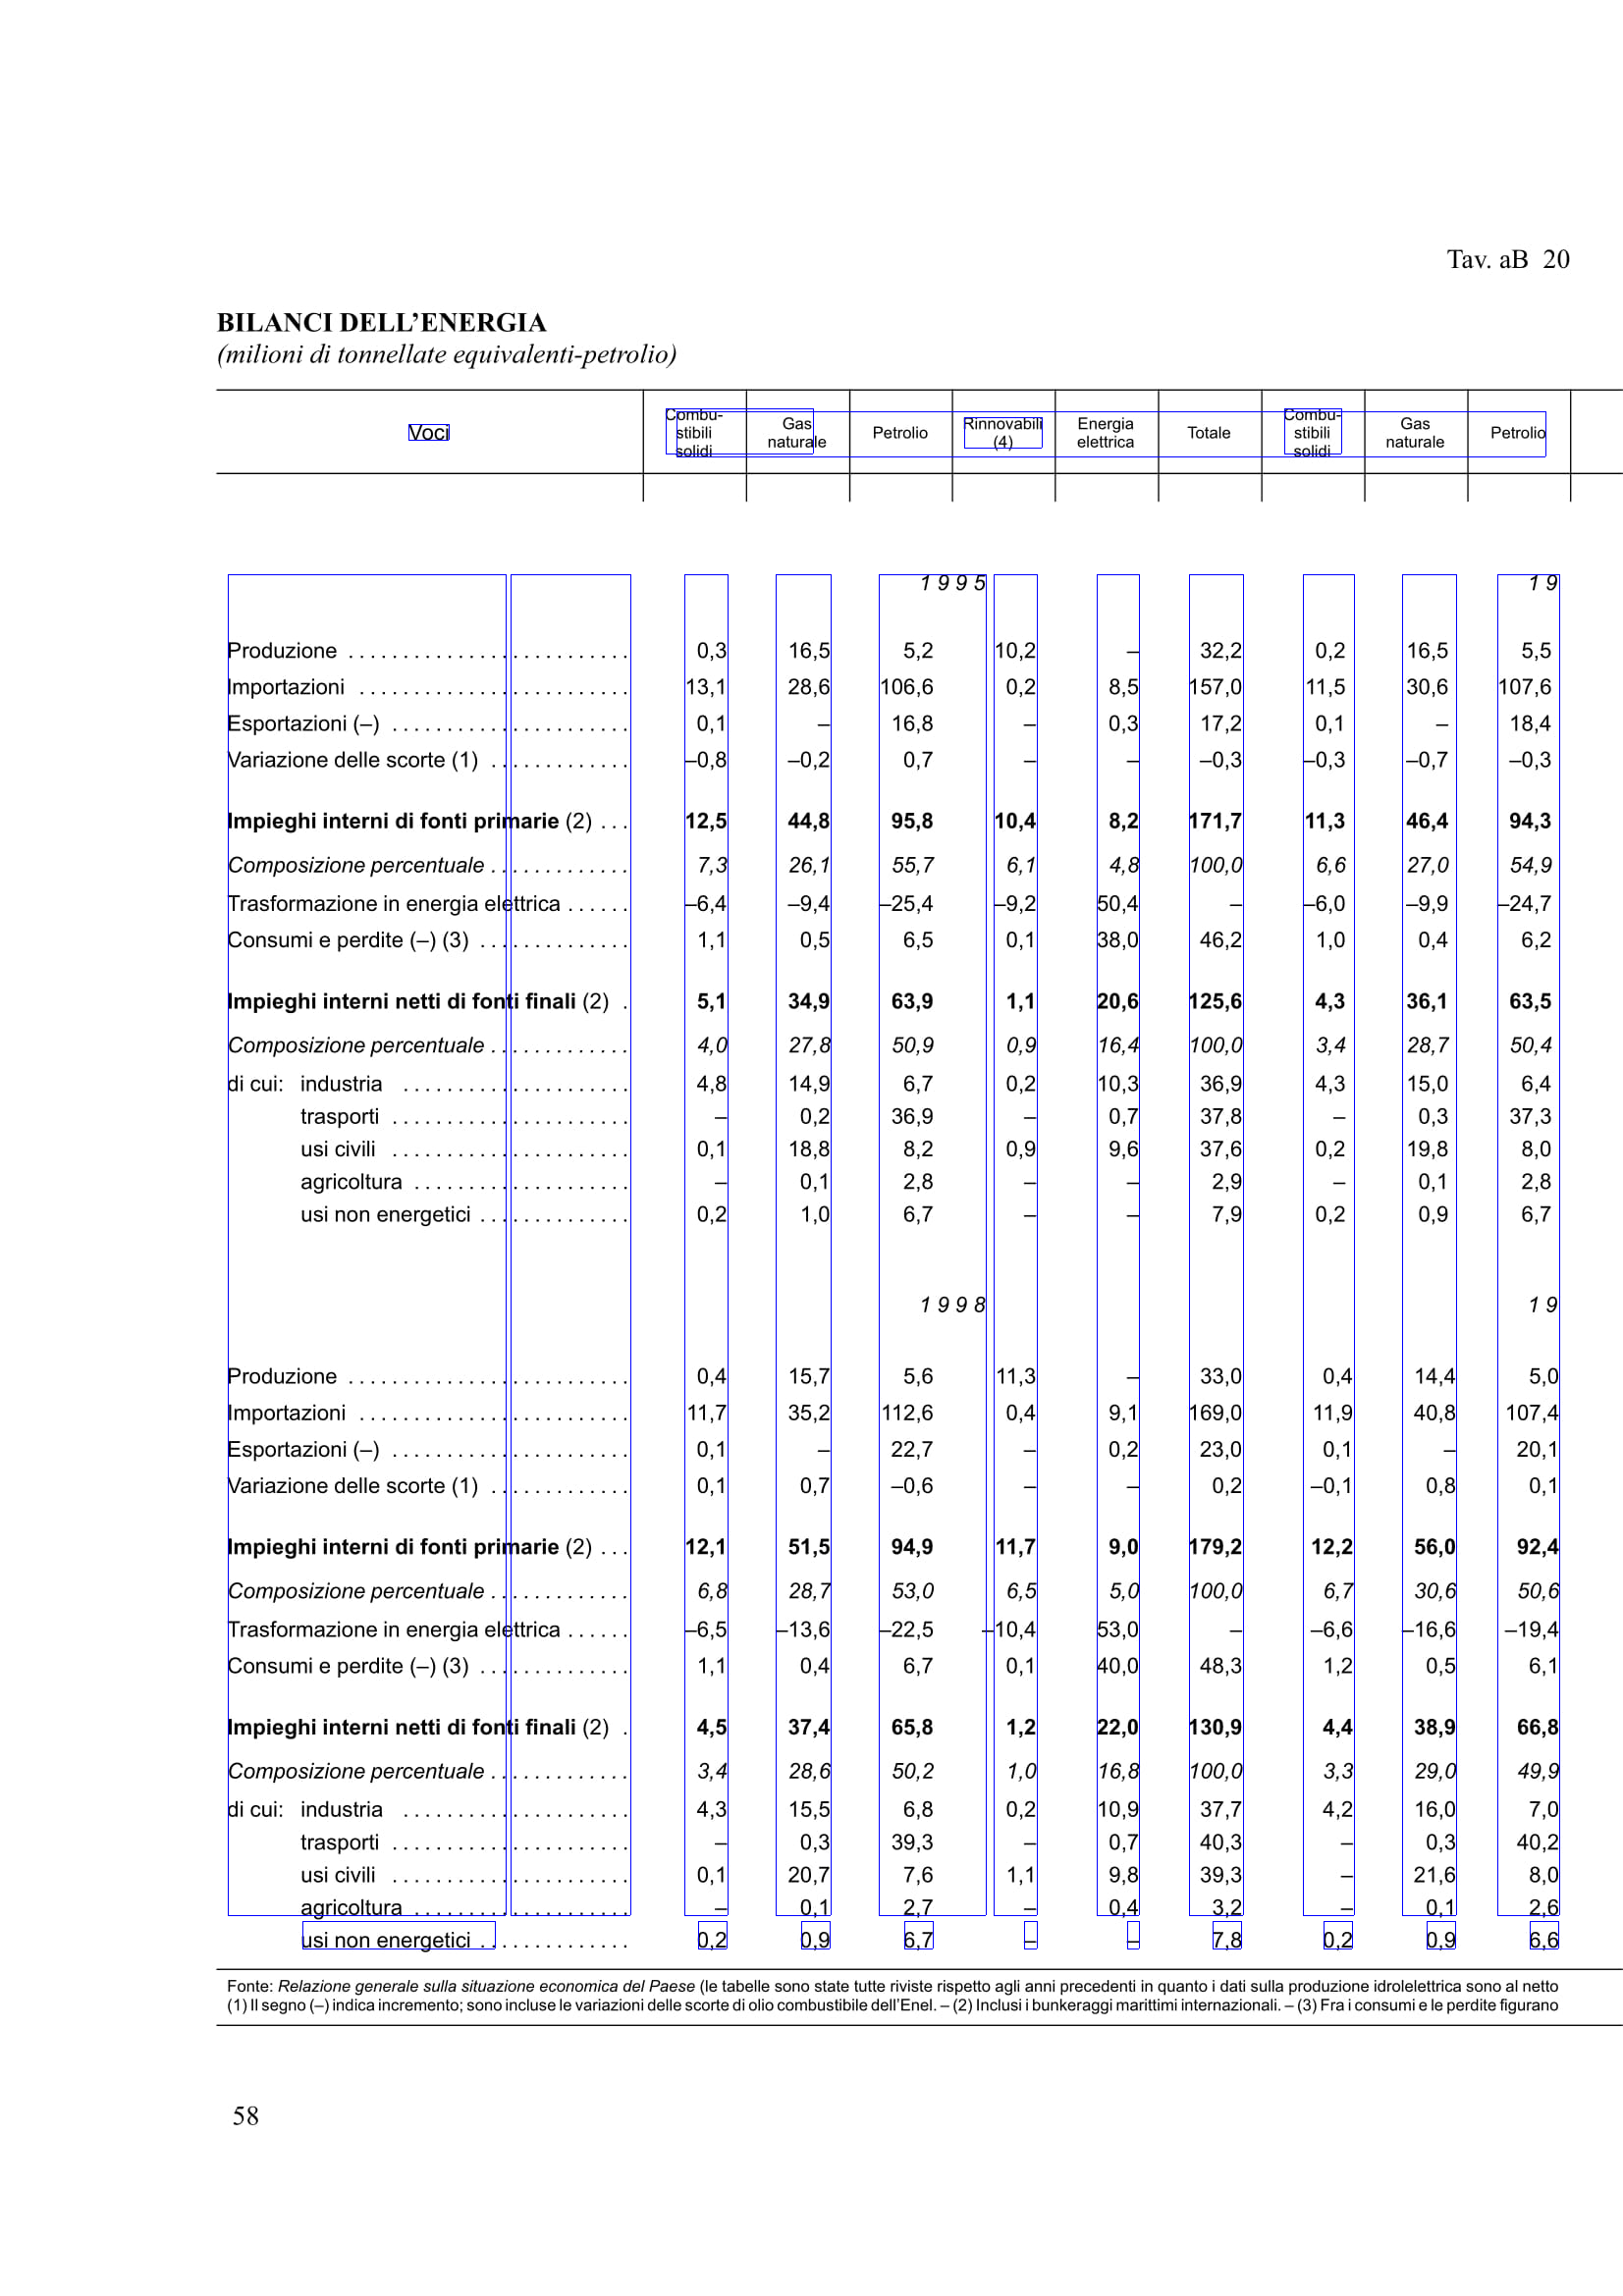 Tav. aB 20
BILANCI DELL’ENERGIA
(milioni di tonnellate equivalenti-petrolio)
Voci Combu-stibili solidi Gas naturale Petrolio Rinnovabili (4) Energia elettrica Totale Combu-stibili solidi Gas naturale Petrolio
1 9 9 5 1 9
Produzione . . . . . . . . . . . . . . . . . . . . . . . . . . 0,3 16,5 5,2 10,2 – 32,2 0,2 16,5 5,5
Importazioni . . . . . . . . . . . . . . . . . . . . . . . . . 13,1 28,6 106,6 0,2 8,5 157,0 11,5 30,6 107,6
Esportazioni (–) . . . . . . . . . . . . . . . . . . . . . . 0,1 – 16,8 – 0,3 17,2 0,1 – 18,4
Variazione delle scorte (1) . . . . . . . . . . . . . –0,8 –0,2 0,7 – – –0,3 –0,3 –0,7 –0,3
Impieghi interni di fonti primarie (2) . . . 12,5 44,8 95,8 10,4 8,2 171,7 11,3 46,4 94,3
Composizione percentuale . . . . . . . . . . . . . 7,3 26,1 55,7 6,1 4,8 100,0 6,6 27,0 54,9
Trasformazione in energia elettrica . . . . . . –6,4 –9,4 –25,4 –9,2 50,4 – –6,0 –9,9 –24,7
Consumi e perdite (–) (3) . . . . . . . . . . . . . . 1,1 0,5 6,5 0,1 38,0 46,2 1,0 0,4 6,2
Impieghi interni netti di fonti finali (2) . 5,1 34,9 63,9 1,1 20,6 125,6 4,3 36,1 63,5
Composizione percentuale . . . . . . . . . . . . . 4,0 27,8 50,9 0,9 16,4 100,0 3,4 28,7 50,4
di cui: industria . . . . . . . . . . . . . . . . . . . . . 4,8 14,9 6,7 0,2 10,3 36,9 4,3 15,0 6,4
trasporti . . . . . . . . . . . . . . . . . . . . . . – 0,2 36,9 – 0,7 37,8 – 0,3 37,3
usi civili . . . . . . . . . . . . . . . . . . . . . . 0,1 18,8 8,2 0,9 9,6 37,6 0,2 19,8 8,0
agricoltura . . . . . . . . . . . . . . . . . . . . – 0,1 2,8 – – 2,9 – 0,1 2,8
usi non energetici . . . . . . . . . . . . . . 0,2 1,0 6,7 – – 7,9 0,2 0,9 6,7
1 9 9 8 1 9
Produzione . . . . . . . . . . . . . . . . . . . . . . . . . . 0,4 15,7 5,6 11,3 – 33,0 0,4 14,4 5,0
Importazioni . . . . . . . . . . . . . . . . . . . . . . . . . 11,7 35,2 112,6 0,4 9,1 169,0 11,9 40,8 107,4
Esportazioni (–) . . . . . . . . . . . . . . . . . . . . . . 0,1 – 22,7 – 0,2 23,0 0,1 – 20,1
Variazione delle scorte (1) . . . . . . . . . . . . . 0,1 0,7 –0,6 – – 0,2 –0,1 0,8 0,1
Impieghi interni di fonti primarie (2) . . . 12,1 51,5 94,9 11,7 9,0 179,2 12,2 56,0 92,4
Composizione percentuale . . . . . . . . . . . . . 6,8 28,7 53,0 6,5 5,0 100,0 6,7 30,6 50,6
Trasformazione in energia elettrica . . . . . . –6,5 –13,6 –22,5 –10,4 53,0 – –6,6 –16,6 –19,4
Consumi e perdite (–) (3) . . . . . . . . . . . . . . 1,1 0,4 6,7 0,1 40,0 48,3 1,2 0,5 6,1
Impieghi interni netti di fonti finali (2) . 4,5 37,4 65,8 1,2 22,0 130,9 4,4 38,9 66,8
Composizione percentuale . . . . . . . . . . . . . 3,4 28,6 50,2 1,0 16,8 100,0 3,3 29,0 49,9
di cui: industria . . . . . . . . . . . . . . . . . . . . . 4,3 15,5 6,8 0,2 10,9 37,7 4,2 16,0 7,0
trasporti . . . . . . . . . . . . . . . . . . . . . . – 0,3 39,3 – 0,7 40,3 – 0,3 40,2
usi civili . . . . . . . . . . . . . . . . . . . . . . 0,1 20,7 7,6 1,1 9,8 39,3 – 21,6 8,0
agricoltura . . . . . . . . . . . . . . . . . . . . – 0,1 2,7 – 0,4 3,2 – 0,1 2,6
usi non energetici . . . . . . . . . . . . . . 0,2 0,9 6,7 – – 7,8 0,2 0,9 6,6
Fonte: Relazione generale sulla situazione economica del Paese (le tabelle sono state tutte riviste rispetto agli anni precedenti in quanto i dati sulla produzione idrolelettrica sono al netto
(1) Il segno (–) indica incremento; sono incluse le variazioni delle scorte di olio combustibile dell’Enel. – (2) Inclusi i bunkeraggi marittimi internazionali. – (3) Fra i consumi e le perdite figurano
58